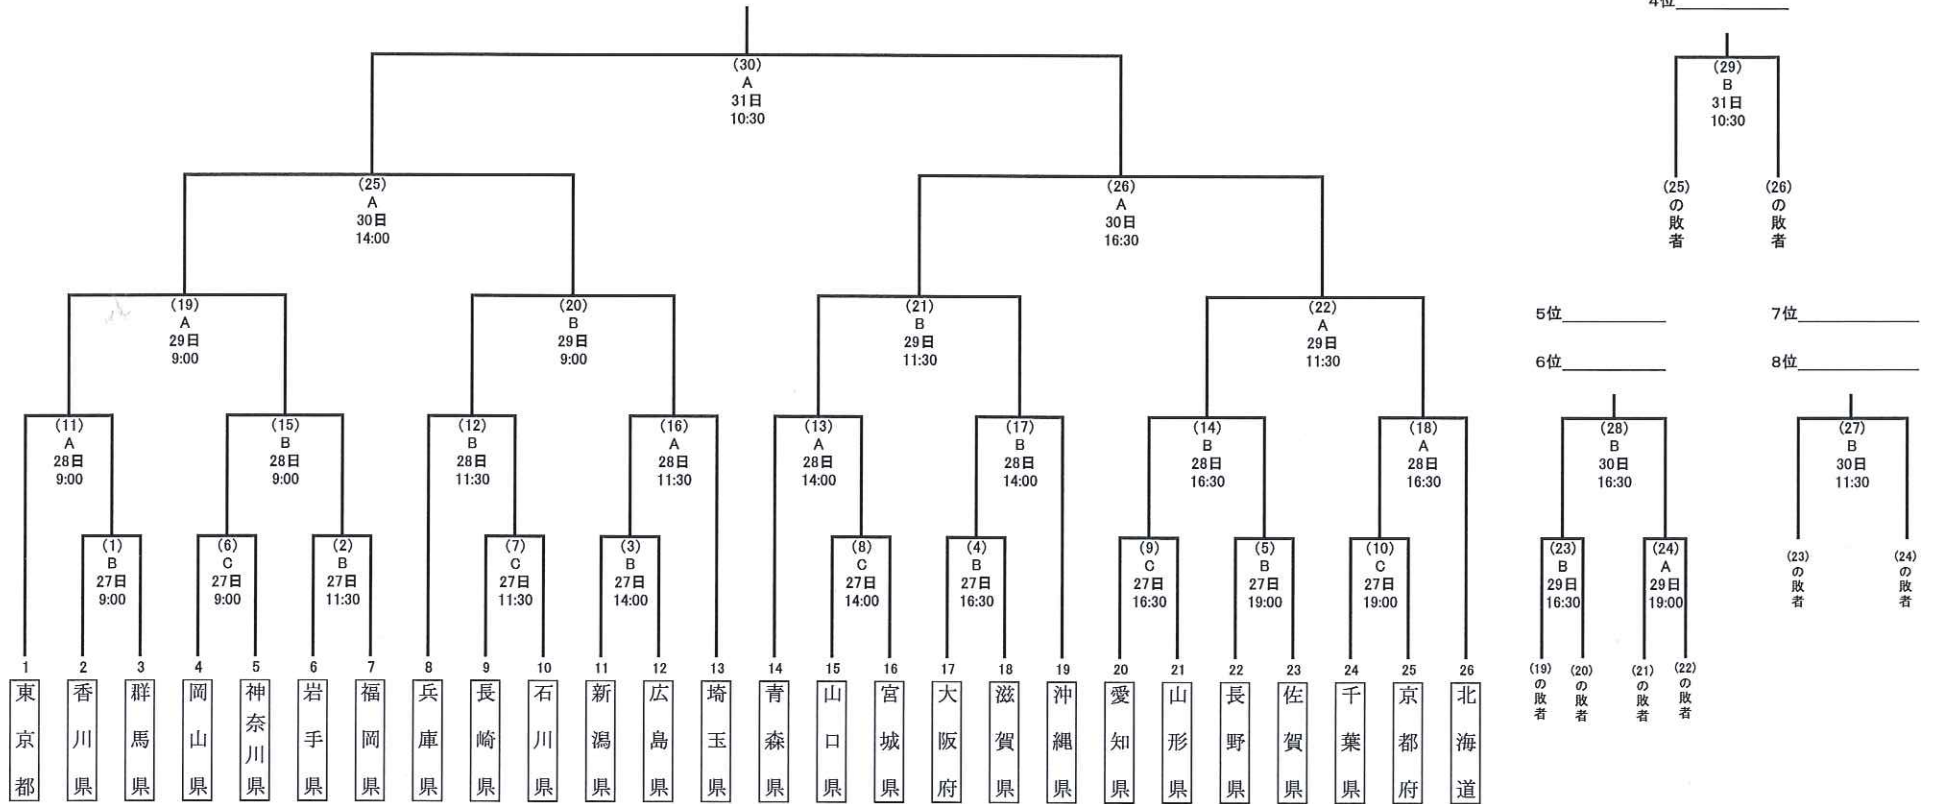 4位
(30)
A
31日
10:30
(29)
B
31日
10:30
(25)の敗者
(26)の敗者
(25)
A
30日
14:00
(26)
A
30日
16:30
(19)
A
29日
9:00
(20)
B
29日
9:00
(21)
B
29日
11:30
(22)
A
29日
11:30
5位
7位
6位
8位
(11)
A
28日
9:00
(15)
B
28日
9:00
(12)
B
28日
11:30
(16)
A
28日
11:30
(13)
A
28日
14:00
(17)
B
28日
14:00
(14)
B
28日
16:30
(18)
A
28日
16:30
(28)
B
30日
16:30
(27)
B
30日
11:30
(1)
B
27日
9:00
(6)
C
27日
9:00
(2)
B
27日
11:30
(7)
C
27日
11:30
(3)
B
27日
14:00
(8)
C
27日
14:00
(4)
B
27日
16:30
(9)
C
27日
16:30
(5)
B
27日
19:00
(10)
C
27日
19:00
(23)
B
29日
16:30
(24)
A
29日
19:00
(23)の敗者
(24)の敗者
1
東京都
2
香川県
3
群馬県
4
岡山県
5
神奈川県
6
岩手県
7
福岡県
8
兵庫県
9
長崎県
10
石川県
11
新潟県
12
広島県
13
埼玉県
14
青森県
15
山口県
16
宮城県
17
大阪府
18
滋賀県
19
沖縄県
20
愛知県
21
山形県
22
長野県
23
佐賀県
24
千葉県
25
京都府
26
北海道
(19)の敗者
(20)の敗者
(21)の敗者
(22)の敗者